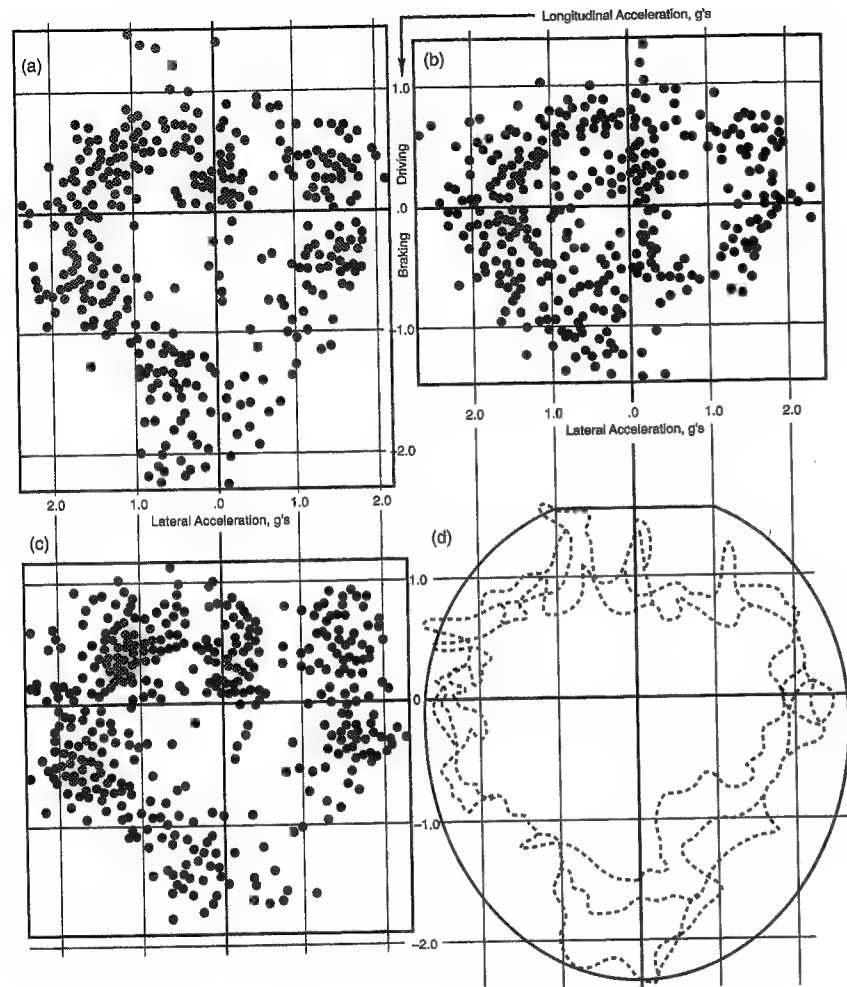 Longitudinal Acceleration, g's
(a)
(b)
1.0
Driving
.0
Braking
-1.0
-2.0
2.0 1.0 .0 1.0 2.0
Lateral Acceleration, g's
2.0 1.0 .0 1.0 2.0
Lateral Acceleration, g's
(c)
(d)
1.0
0
-1.0
-2.0